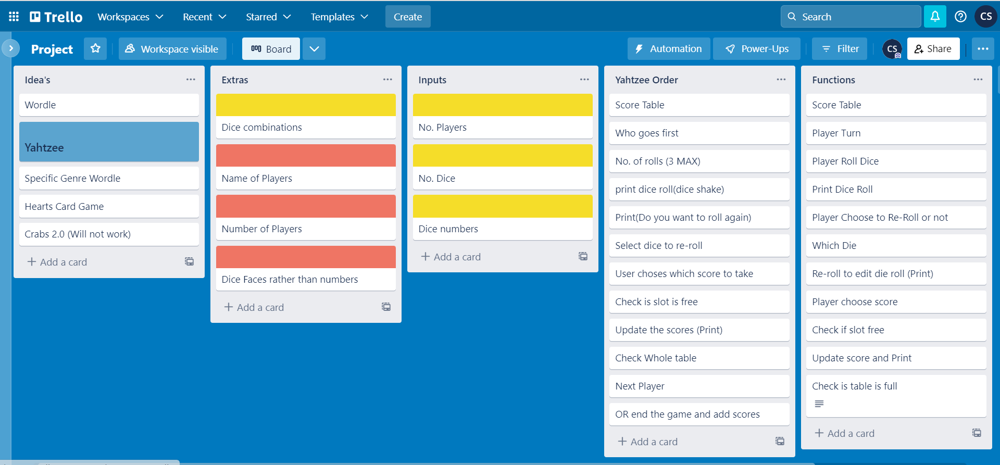 Trello
Workspaces
Recent
Starred
Templates
Create
Search
CS
Project
Workspace visible
Board
Automation
Power-Ups
Filter
CS
Share
Idea's
Wordle
Yahtzee
Specific Genre Wordle
Hearts Card Game
Crabs 2.0 (Will not work)
Add a card
Extras
Dice combinations
Name of Players
Number of Players
Dice Faces rather than numbers
Add a card
Inputs
No. Players
No. Dice
Dice numbers
Add a card
Yahtzee Order
Score Table
Who goes first
No. of rolls (3 MAX)
print dice roll(dice shake)
Print(Do you want to roll again)
Select dice to re-roll
User choses which score to take
Check is slot is free
Update the scores (Print)
Check Whole table
Next Player
OR end the game and add scores
Add a card
Functions
Score Table
Player Turn
Player Roll Dice
Print Dice Roll
Player Choose to Re-Roll or not
Which Die
Re-roll to edit die roll (Print)
Player choose score
Check if slot free
Update score and Print
Check is table is full
Add a card